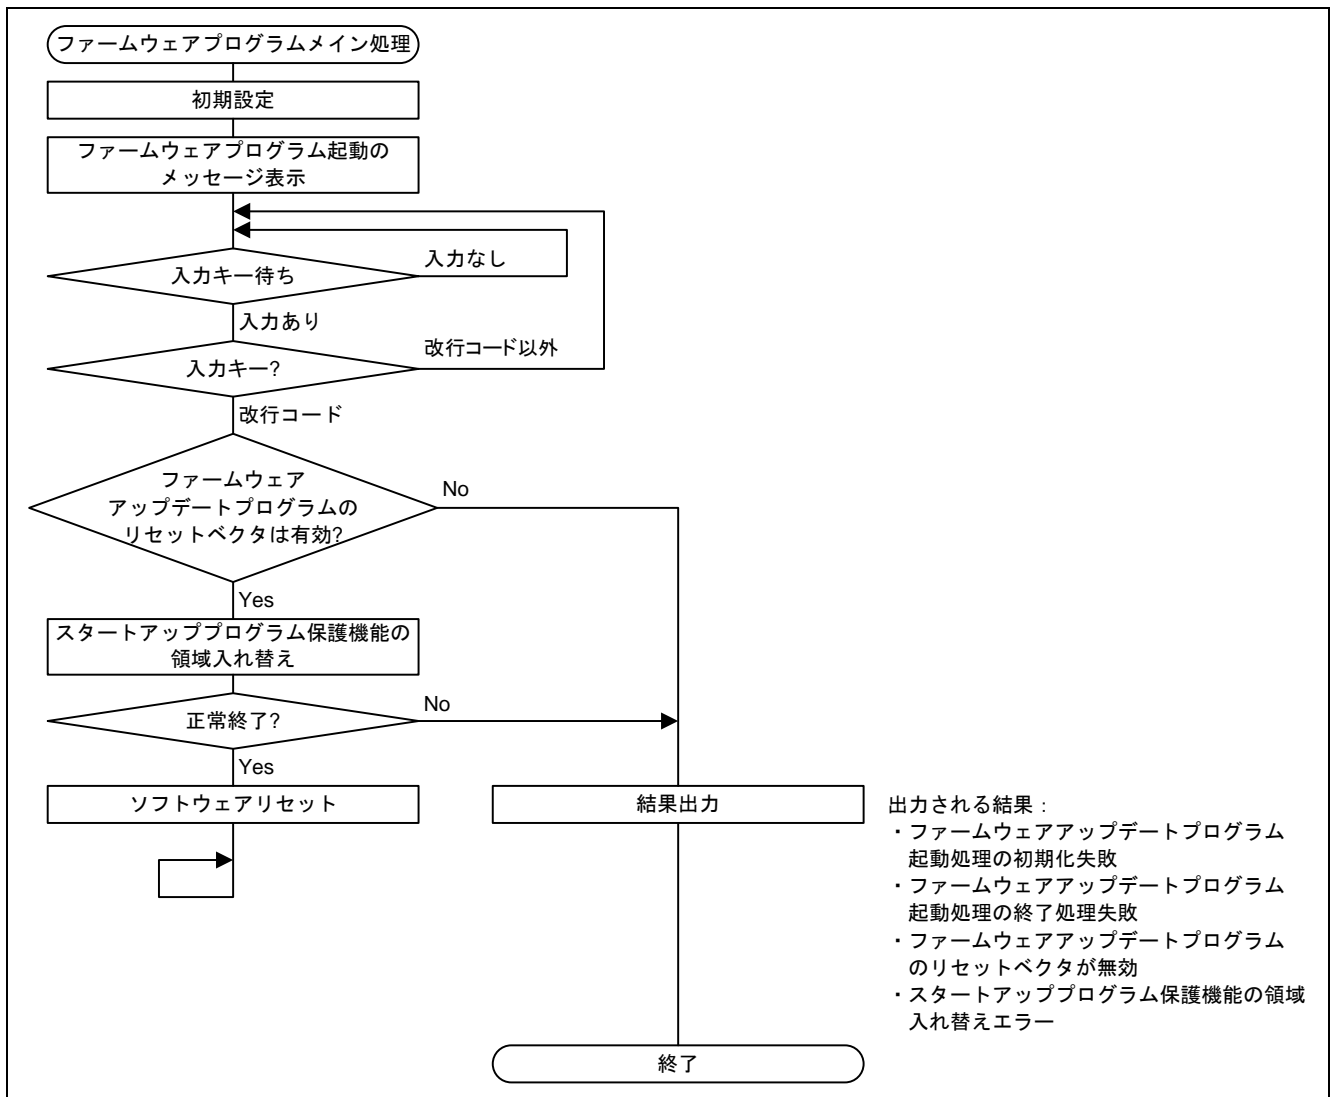 ファームウェアプログラムメイン処理
初期設定
ファームウェアプログラム起動の
メッセージ表示
入力キー待ち
入力なし
入力あり
入力キー?
改行コード以外
改行コード
ファームウェア
アップデートプログラムの
リセットベクタは有効?
No
Yes
スタートアッププログラム保護機能の
領域入れ替え
正常終了?
No
Yes
ソフトウェアリセット
結果出力
出力される結果：
・ファームウェアアップデートプログラム
起動処理の初期化失敗
・ファームウェアアップデートプログラム
起動処理の終了処理失敗
・ファームウェアアップデートプログラム
のリセットベクタが無効
・スタートアッププログラム保護機能の領域
入れ替えエラー
終了